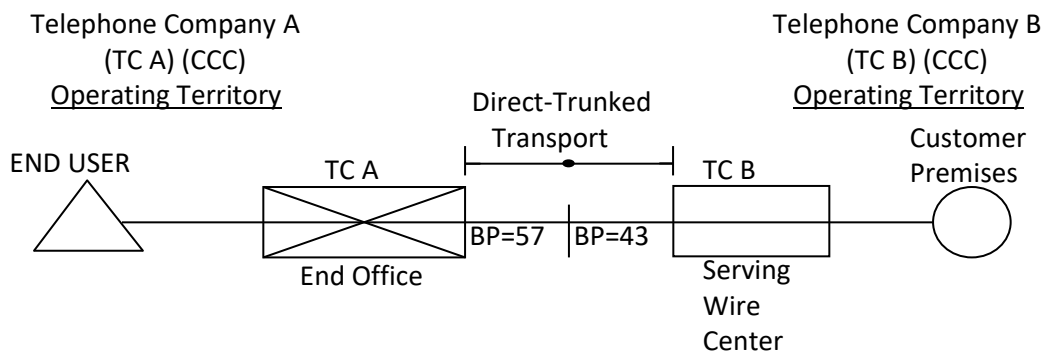 Telephone Company A
(TC A) (CCC)
Operating Territory
Telephone Company B
(TC B) (CCC)
Operating Territory
Direct-Trunked
Transport
Customer
Premises
END USER
TC A
TC B
BP=57
BP=43
End Office
Serving
Wire
Center